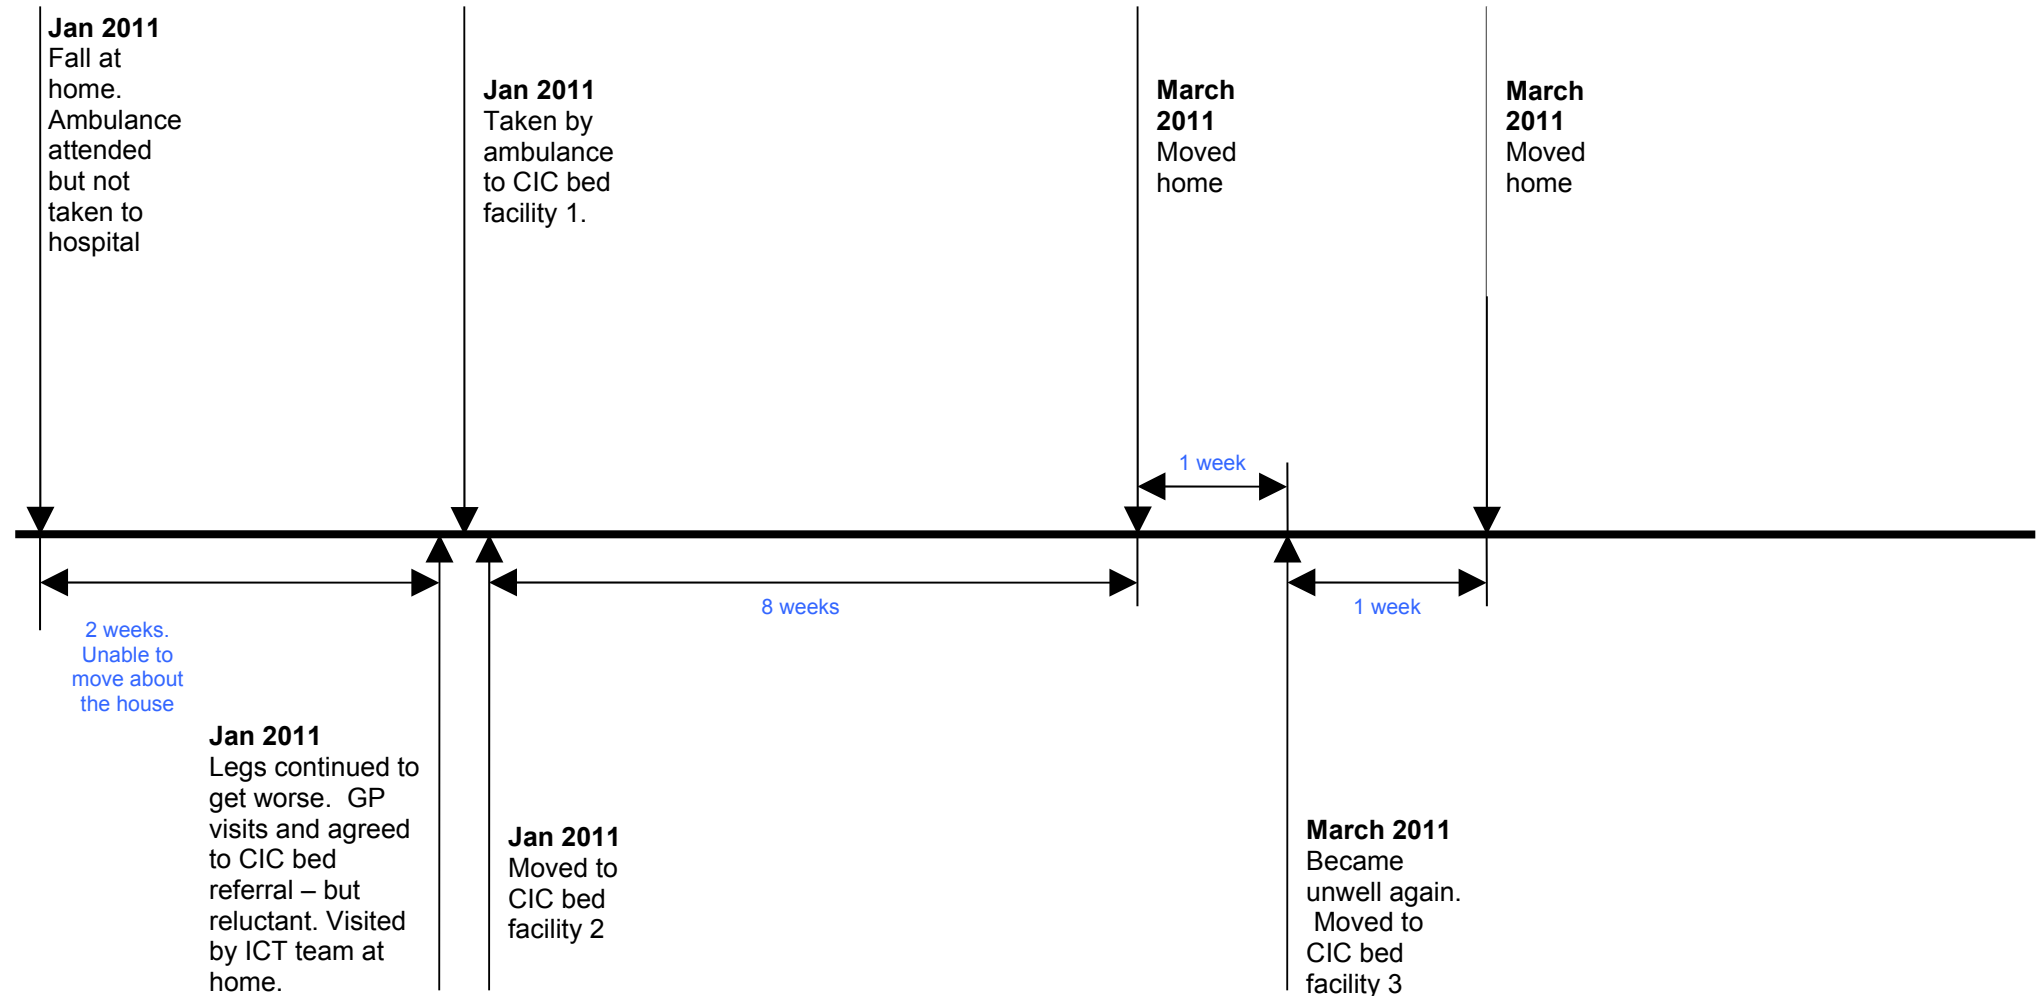 Jan 2011
Fall at
home.
Ambulance
attended
but not
taken to
hospital
Jan 2011
Taken by
ambulance
to CIC bed
facility 1.
March
2011
Moved
home
March
2011
Moved
home
1 week
8 weeks
1 week
2 weeks.
Unable to
move about
the house
Jan 2011
Legs continued to
get worse.  GP
visits and agreed
to CIC bed
referral – but
reluctant. Visited
by ICT team at
home.
Jan 2011
Moved to
CIC bed
facility 2
March 2011
Became
unwell again.
Moved to
CIC bed
facility 3